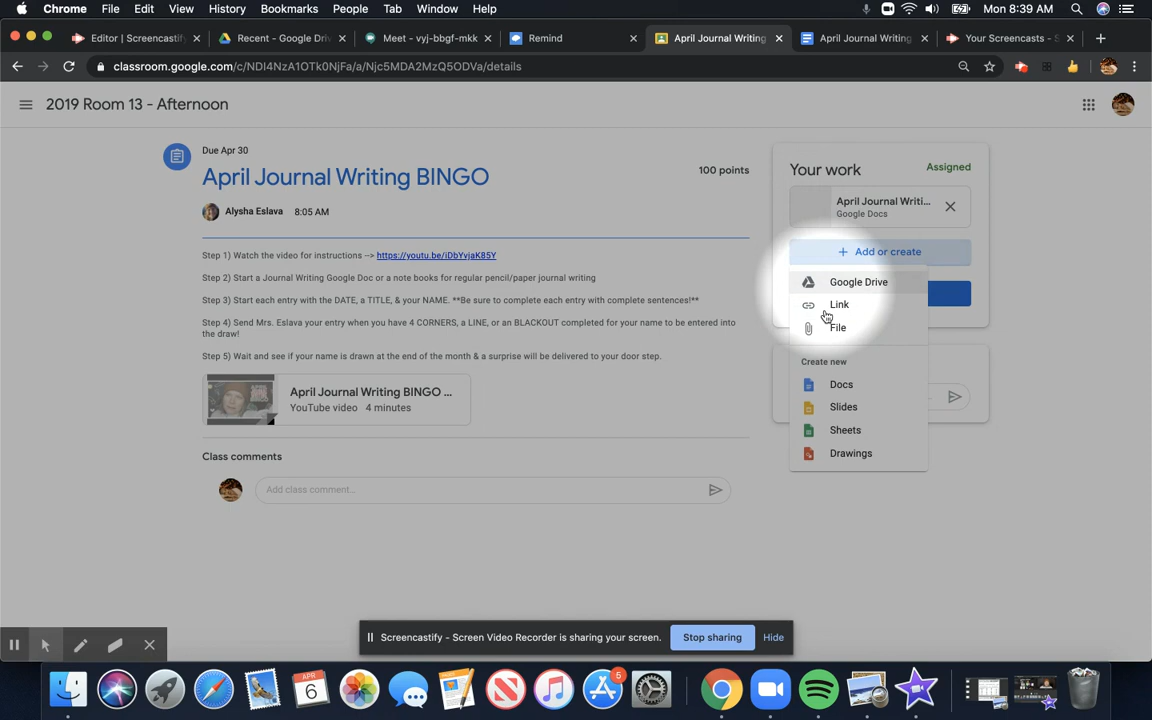 Chrome File Edit View History Bookmarks People Tab Window Help
Mon 8:39 AM
Editor | Screencastif
Recent - Google Driv
Meet - vyj-bbgf-mkk
Remind
April Journal Writing
April Journal Writing
Your Screencasts -
classroom.google.com/c/NDI4NzA1OTk0NjFa/a/Njc5MDA2MzQ5ODVa/details
2019 Room 13 - Afternoon
Due Apr 30
April Journal Writing BINGO
100 points
Alysha Eslava 8:05 AM
Step 1) Watch the video for instructions --> https://youtu.be/iDbYvjaK85Y
Step 2) Start a Journal Writing Google Doc or a note books for regular pencil/paper journal writing
Step 3) Start each entry with the DATE, a TITLE, & your NAME. **Be sure to complete each entry with complete sentences!**
Step 4) Send Mrs. Eslava your entry when you have 4 CORNERS, a LINE, or an BLACKOUT completed for your name to be entered into
the draw!
Step 5) Wait and see if your name is drawn at the end of the month & a surprise will be delivered to your door step.
April Journal Writing BINGO ...
YouTube video 4 minutes
Class comments
Add class comment...
Your work
Assigned
April Journal Writi...
Google Docs
+ Add or create
Google Drive
Link
File
Create new
Docs
Slides
Sheets
Drawings
Screencastify - Screen Video Recorder is sharing your screen.
Stop sharing
Hide
APR
6
5